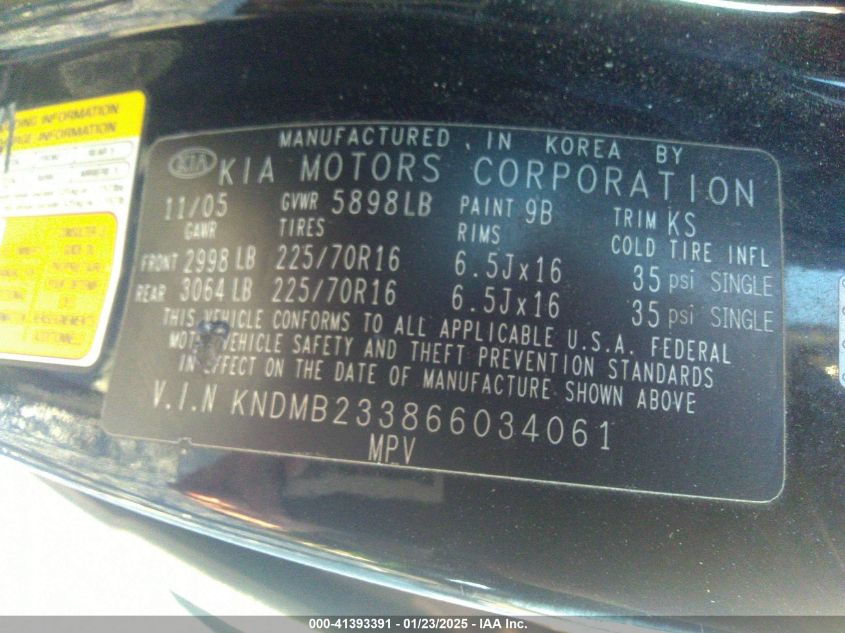 MANUFACTURED IN KOREA BY
KIA KIA MOTORS CORPORATION
11/05 GVWR 5898LB PAINT 9B TRIM KS
GAWR TIRES RIMS COLD TIRE INFL
FRONT 2998 LB 225/70R16 6.5Jx16 35 psi SINGLE
REAR 3064 LB 225/70R16 6.5Jx16 35 psi SINGLE
THIS VEHICLE CONFORMS TO ALL APPLICABLE U.S.A. FEDERAL
MOTOR VEHICLE SAFETY AND THEFT PREVENTION STANDARDS
IN EFFECT ON THE DATE OF MANUFACTURE SHOWN ABOVE
V.I.N KNDMB233866034061
MPV
INFORMATION
INFORMATION
000-41393391 - 01/23/2025 - IAA Inc.